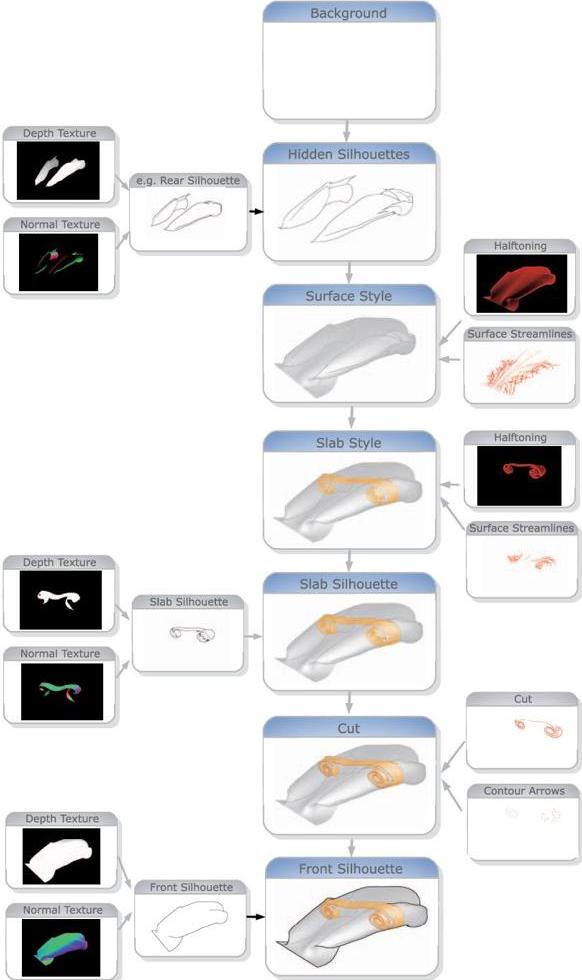 Background
Depth Texture
Hidden Silhouettes
e.g. Rear Silhouette
Normal Texture
Halftoning
Surface Style
Surface Streamlines
Slab Style
Halftoning
Surface Streamlines
Depth Texture
Slab Silhouette
Slab Silhouette
Normal Texture
Cut
Cut
Contour Arrows
Depth Texture
Front Silhouette
Front Silhouette
Normal Texture